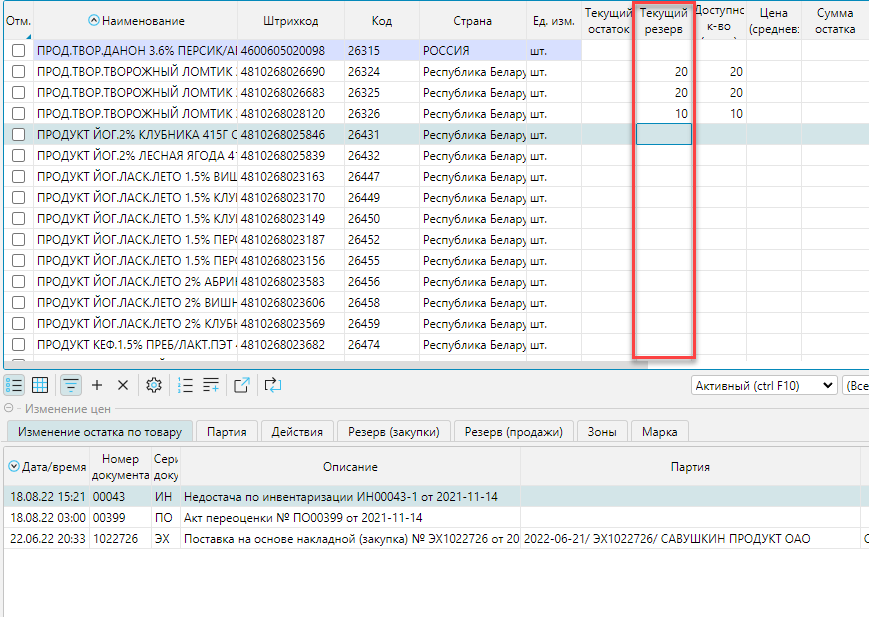 Отм. Наименование Штрихкод Код Страна Ед. изм. Текущий остаток Текущий резерв Доступнс к-во Цена (среднев: Сумма остатка
ПРОД.ТВОР.ДАНОН 3.6% ПЕРСИК/АІ 4600605020098 26315 РОССИЯ шт.
ПРОД.ТВОР.ТВОРОЖНЫЙ ЛОМТИК 4810268026690 26324 Республика Белару шт. 20 20
ПРОД.ТВОР.ТВОРОЖНЫЙ ЛОМТИК 4810268026683 26325 Республика Белару шт. 20 20
ПРОД.ТВОР.ТВОРОЖНЫЙ ЛОМТИК 4810268028120 26326 Республика Белару шт. 10 10
ПРОДУКТ ЙОГ.2% КЛУБНИКА 415Г С 4810268025846 26431 Республика Белару шт.
ПРОДУКТ ЙОГ.2% ЛЕСНАЯ ЯГОДА 41 4810268025839 26432 Республика Белару шт.
ПРОДУКТ ЙОГ.ЛАСК.ЛЕТО 1.5% ВИШ 4810268023163 26447 Республика Белару шт.
ПРОДУКТ ЙОГ.ЛАСК.ЛЕТО 1.5% КЛУ 4810268023170 26449 Республика Белару шт.
ПРОДУКТ ЙОГ.ЛАСК.ЛЕТО 1.5% КЛУ 4810268023149 26450 Республика Белару шт.
ПРОДУКТ ЙОГ.ЛАСК.ЛЕТО 1.5% ПЕРС 4810268023187 26452 Республика Белару шт.
ПРОДУКТ ЙОГ.ЛАСК.ЛЕТО 1.5% ПЕРС 4810268023156 26455 Республика Белару шт.
ПРОДУКТ ЙОГ.ЛАСК.ЛЕТО 2% АБРИК 4810268023583 26456 Республика Белару шт.
ПРОДУКТ ЙОГ.ЛАСК.ЛЕТО 2% ВИШН 4810268023606 26458 Республика Белару шт.
ПРОДУКТ ЙОГ.ЛАСК.ЛЕТО 2% КЛУБН 4810268023569 26459 Республика Белару шт.
ПРОДУКТ КЕФ.1.5% ПРЕБ/ЛАКТ.ПЭТ 4810268023682 26474 Республика Белару шт.
Активный (ctrl F10) (Все
Изменение цен
Изменение остатка по товару Партия Действия Резерв (закупки) Резерв (продажи) Зоны Марка
Дата/время Номер документа Сери доку Описание Партия
18.08.22 15:21 00043 ИН Недостача по инвентаризации ИН00043-1 от 2021-11-14
18.08.22 03:00 00399 ПО Акт переоценки № ПО00399 от 2021-11-14
22.06.22 20:33 1022726 ЭХ Поставка на основе накладной (закупка) № ЭХ1022726 от 20 2022-06-21/ ЭХ1022726/ САВУШКИН ПРОДУКТ ОАО